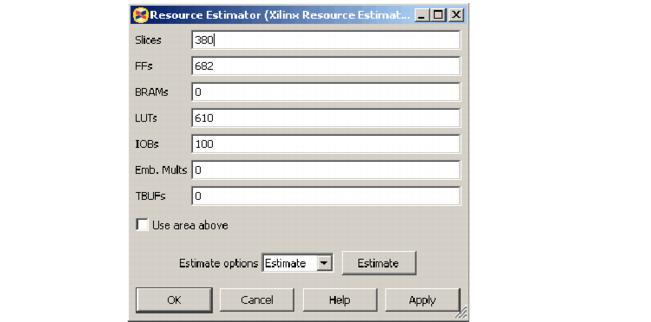 Resource Estimator (Xilinx Resource Estimat...
Slices 380
FFs 682
BRAMs 0
LUTs 610
IOBs 100
Emb. Mults 0
TBUFs 0
Use area above
Estimate options Estimate Estimate
OK Cancel Help Apply